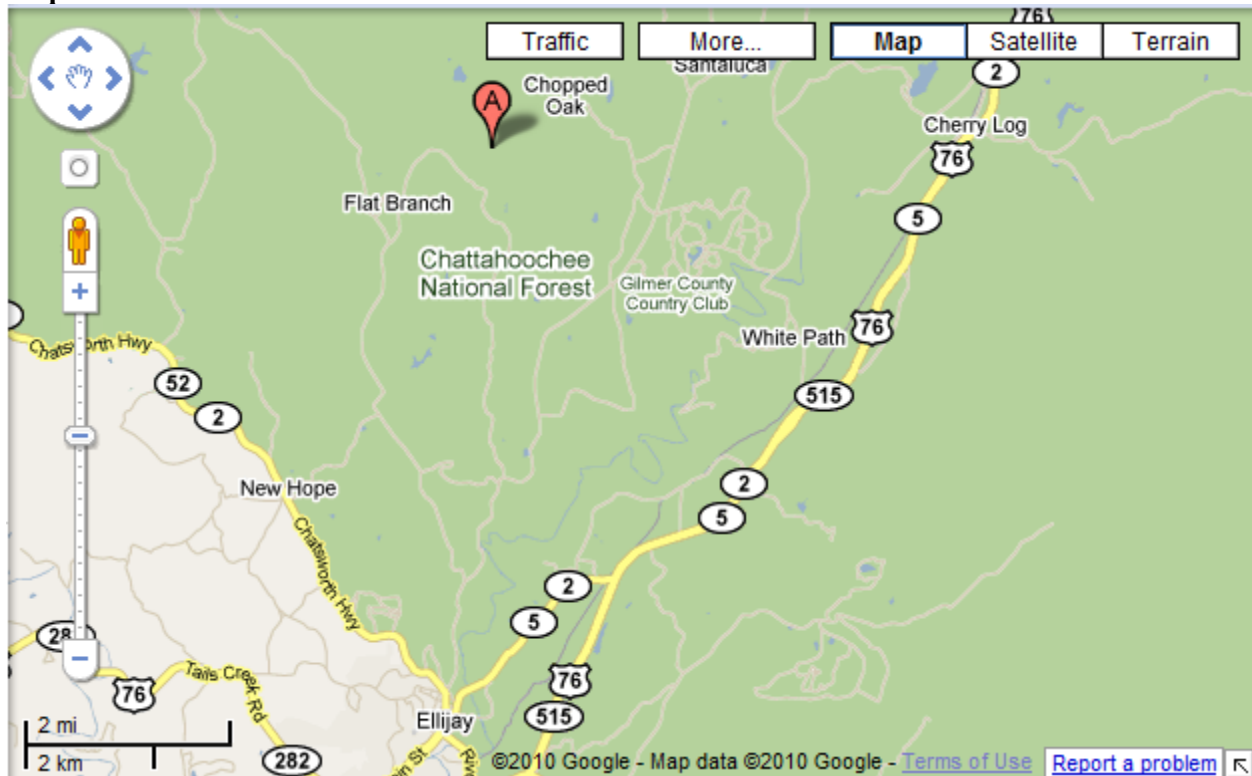 76
Traffic
More...
Map
Satellite
Terrain
Santaluca
2
Chopped
Oak
A
Cherry Log
76
Flat Branch
5
Chattahoochee
National Forest
Gilmer County
Country Club
White Path
76
Chatsworth Hwy
52
515
2
New Hope
2
5
Chatsworth Hwy
2
5
Tails Creek
Rd
76
76
Ellijay
515
2 mi
2 km
282
St
©2010 Google - Map data ©2010 Google - Terms of Use
Report a problem